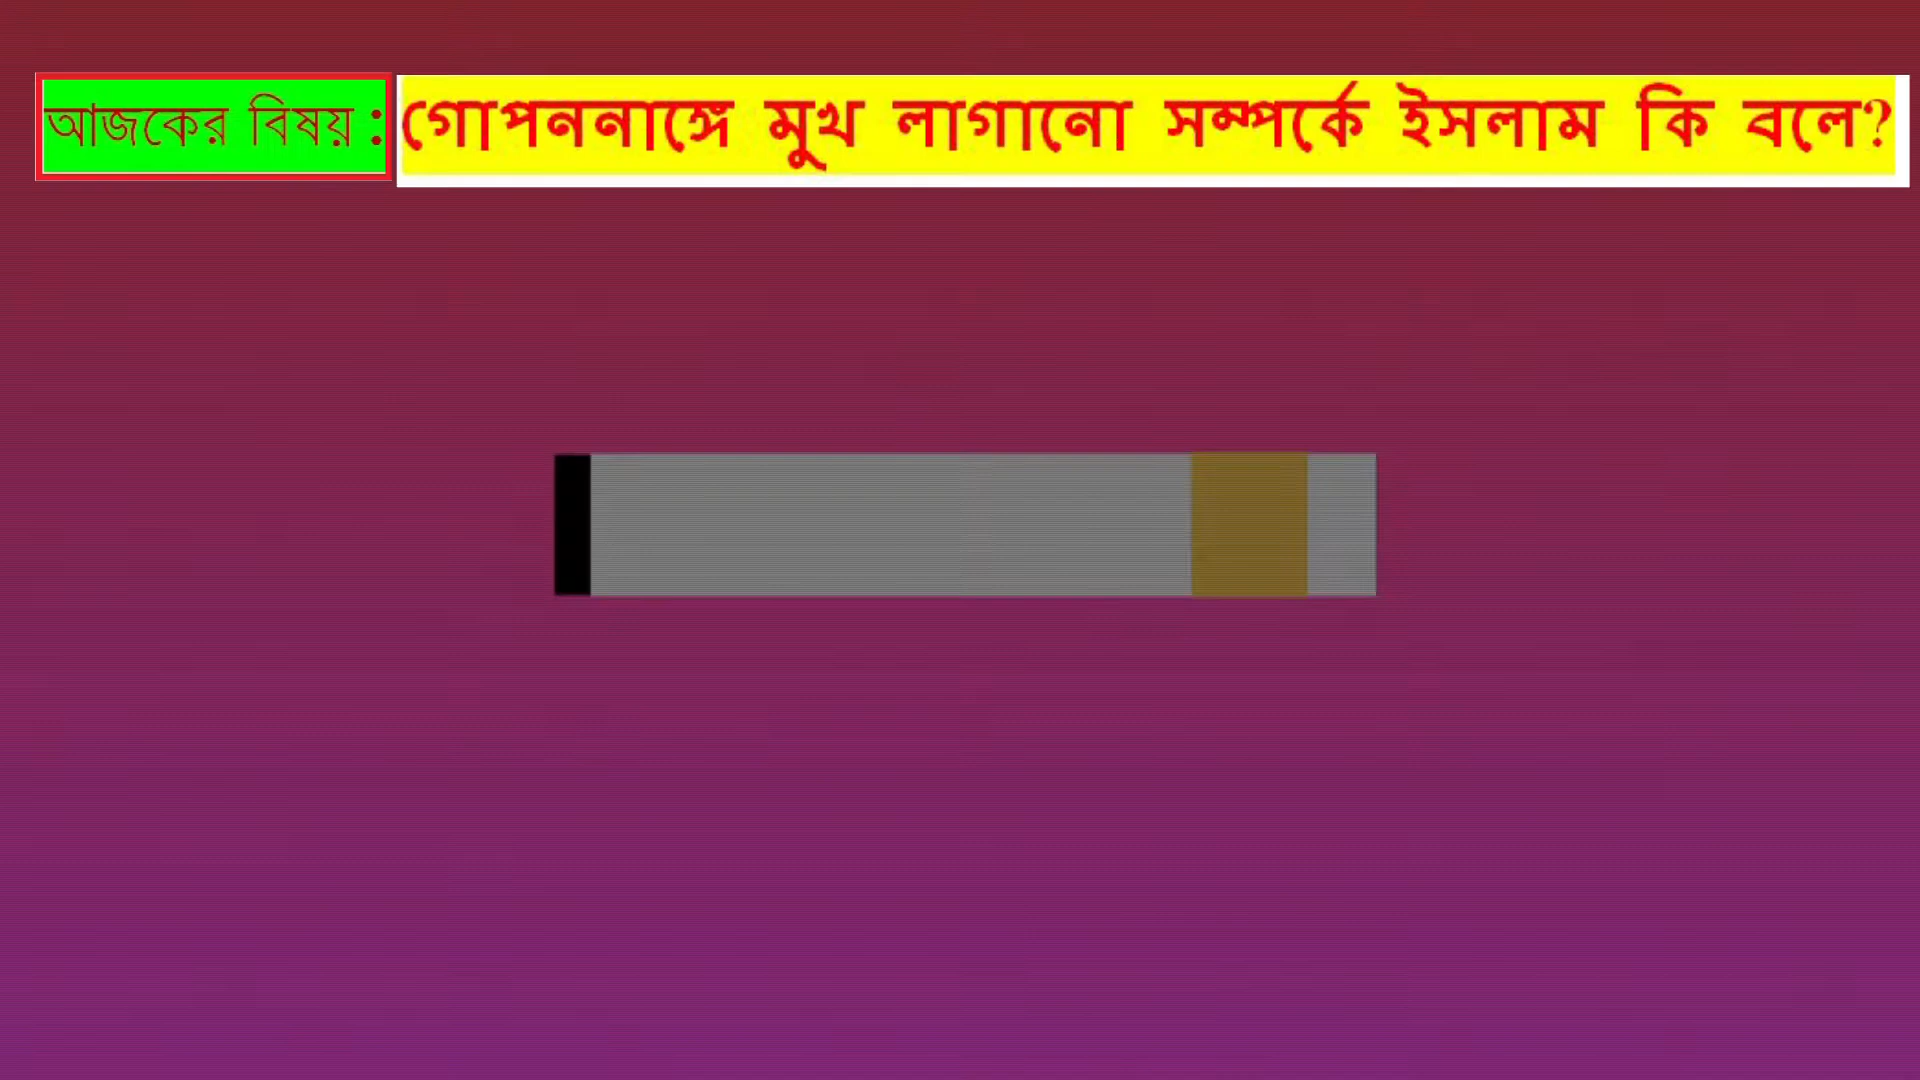 আজকের বিষয় : গোপননাঙ্গে মুখ লাগানো সম্পর্কে ইসলাম কি বলে?